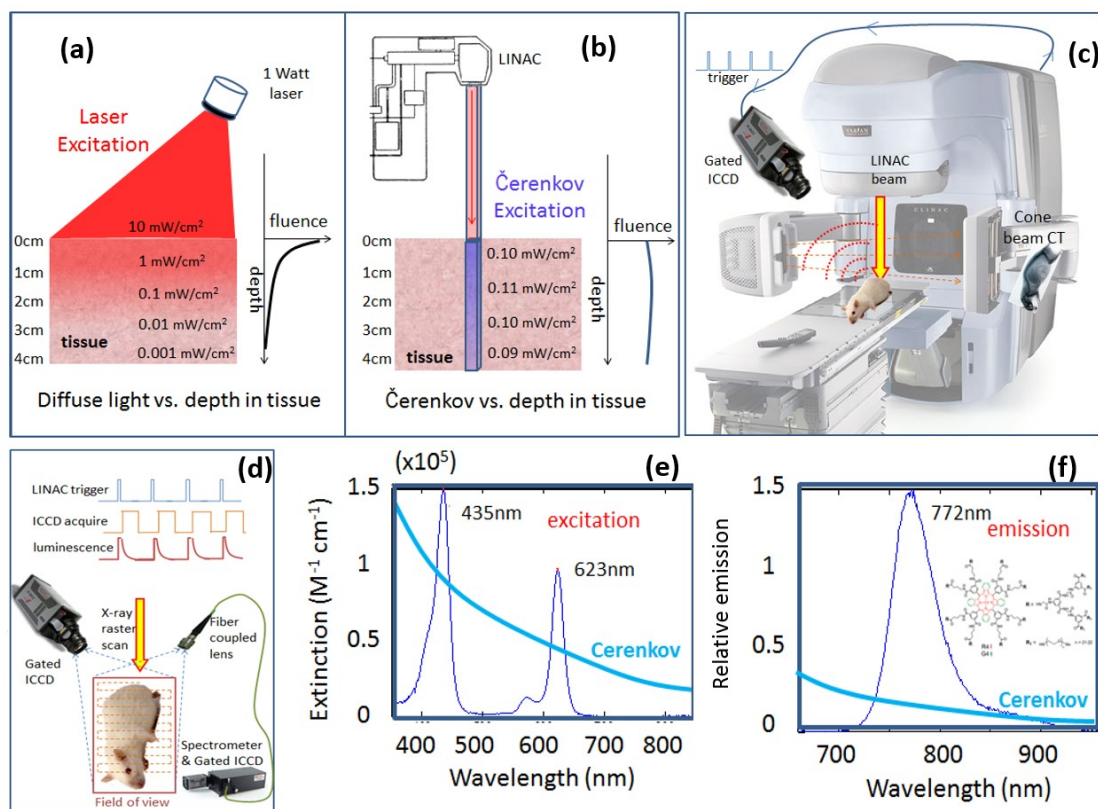 (a)
1 Watt
laser
Laser
Excitation
10 mW/cm²
fluence
0cm
1 mW/cm²
1cm
0.1 mW/cm²
2cm
depth
0.01 mW/cm²
3cm
tissue
0.001 mW/cm²
4cm
Diffuse light vs. depth in tissue
(b)
LINAC
Čerenkov
Excitation
fluence
0cm
0.10 mW/cm²
1cm
0.11 mW/cm²
2cm
depth
0.10 mW/cm²
3cm
tissue
0.09 mW/cm²
4cm
Čerenkov vs. depth in tissue
(c)
trigger
Gated
ICCD
VARIAN
LINAC
beam
CLINAC
Cone
beam CT
(d)
LINAC trigger
ICCD acquire
luminescence
X-ray
raster
scan
Fiber
coupled
lens
Gated
ICCD
Spectrometer
& Gated ICCD
Field of view
(e)
(x10⁵)
Extinction (M⁻¹ cm⁻¹)
1.5
1
0.5
0
435nm
excitation
623nm
Cerenkov
400 500 600 700 800
Wavelength (nm)
(f)
Relative emission
1.5
1
0.5
0
772nm
emission
Cerenkov
700 800 900
Wavelength (nm)